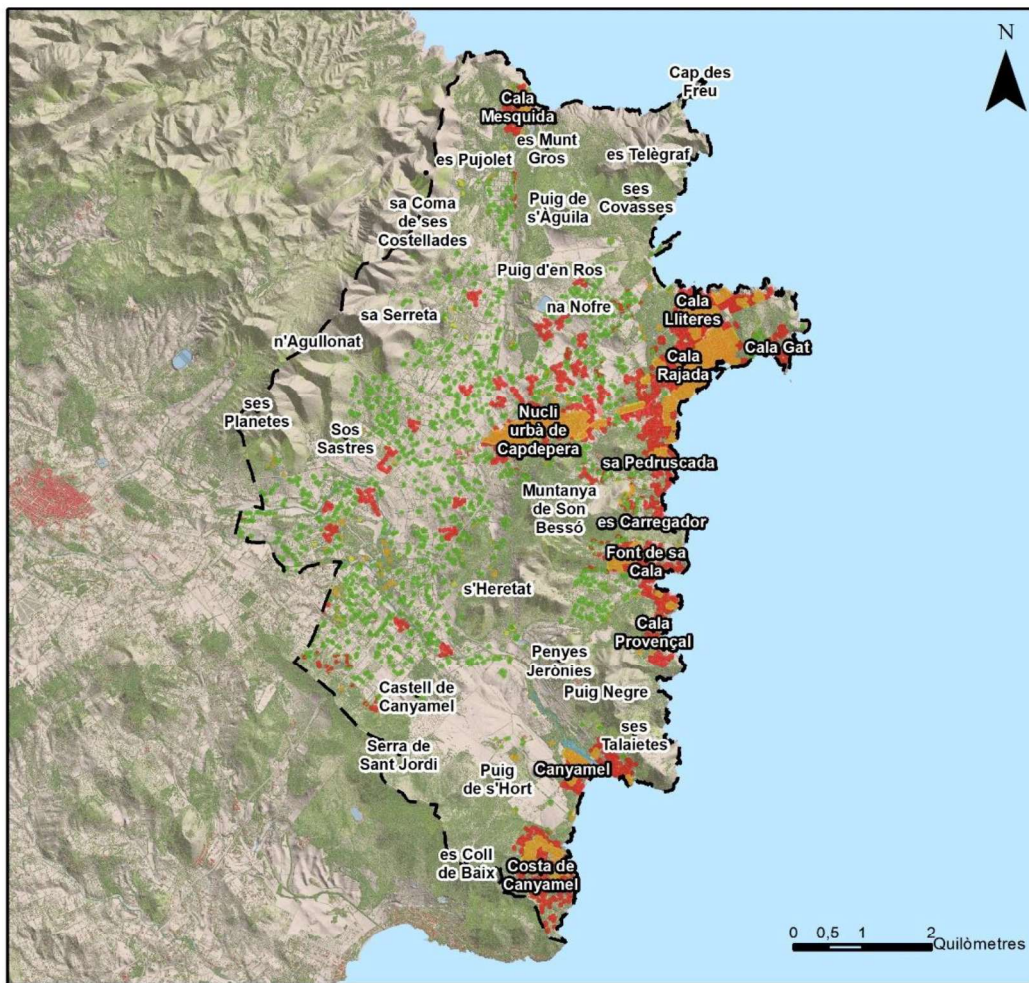 N
Cap des
Freu
Cala
Mesquida
es Munt
Gros
es Pujolet
es Telègraf
ses
Covasses
sa Coma
de ses
Costellades
Puig de
s'Àguila
Puig d'en Ros
na Nofre
Cala
Lliteres
sa Serreta
n'Agullonat
Cala Gat
Cala
Rajada
ses
Planetes
Nucli
urbà de
Capdepera
Sos
Sastres
sa Pedruscada
Muntanya
de Son
Bessó
es Carregador
Font de sa
Cala
s'Heretat
Cala
Provençal
Penyes
Jerònies
Puig Negre
Castell de
Canyamel
ses
Talaietes
Serra de
Sant Jordi
Puig
de s'Hort
Canyamel
es Coll
de Baix
Costa de
Canyamel
0 0,5 1 2
Quilòmetres